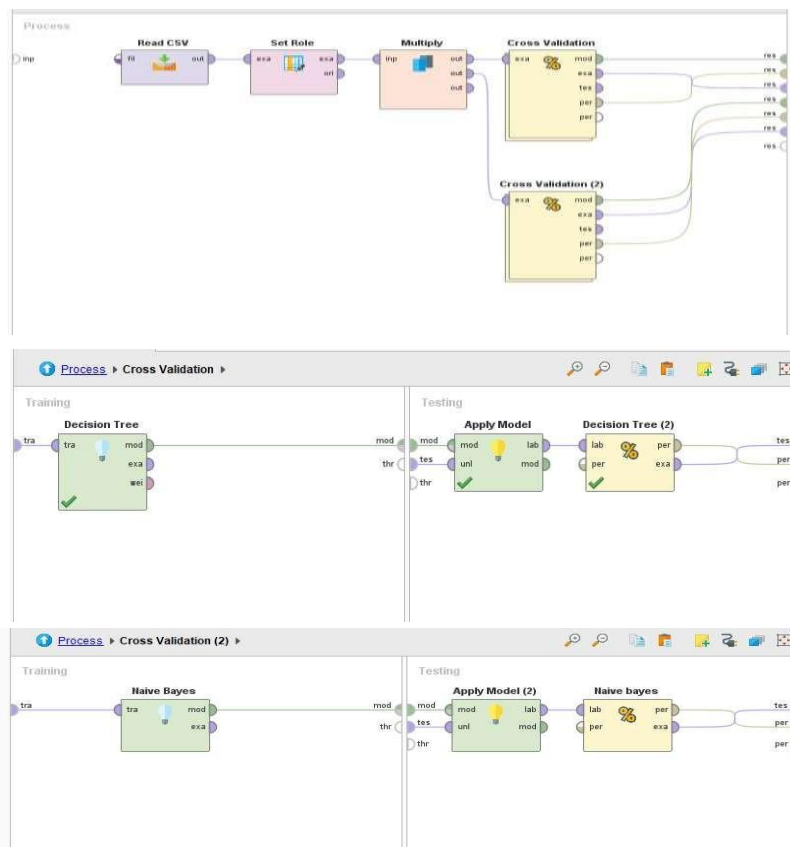 Process
Read CSV Set Role Multiply Cross Validation
inp fil out exa exa inp out exa mod res
ori out exa res
out tes res
per res
per res
res
res
Cross Validation (2)
exa mod
exa
tes
per
per
Process Cross Validation
Training Testing
Decision Tree Apply Model Decision Tree (2)
tra tra mod mod mod mod lab lab per tes
exa thr tes unl mod per exa per
wei thr per
Process Cross Validation (2)
Training Testing
Naive Bayes Apply Model (2) Naive bayes
tra tra mod mod mod mod lab lab per tes
exa thr tes unl mod per exa per
thr per